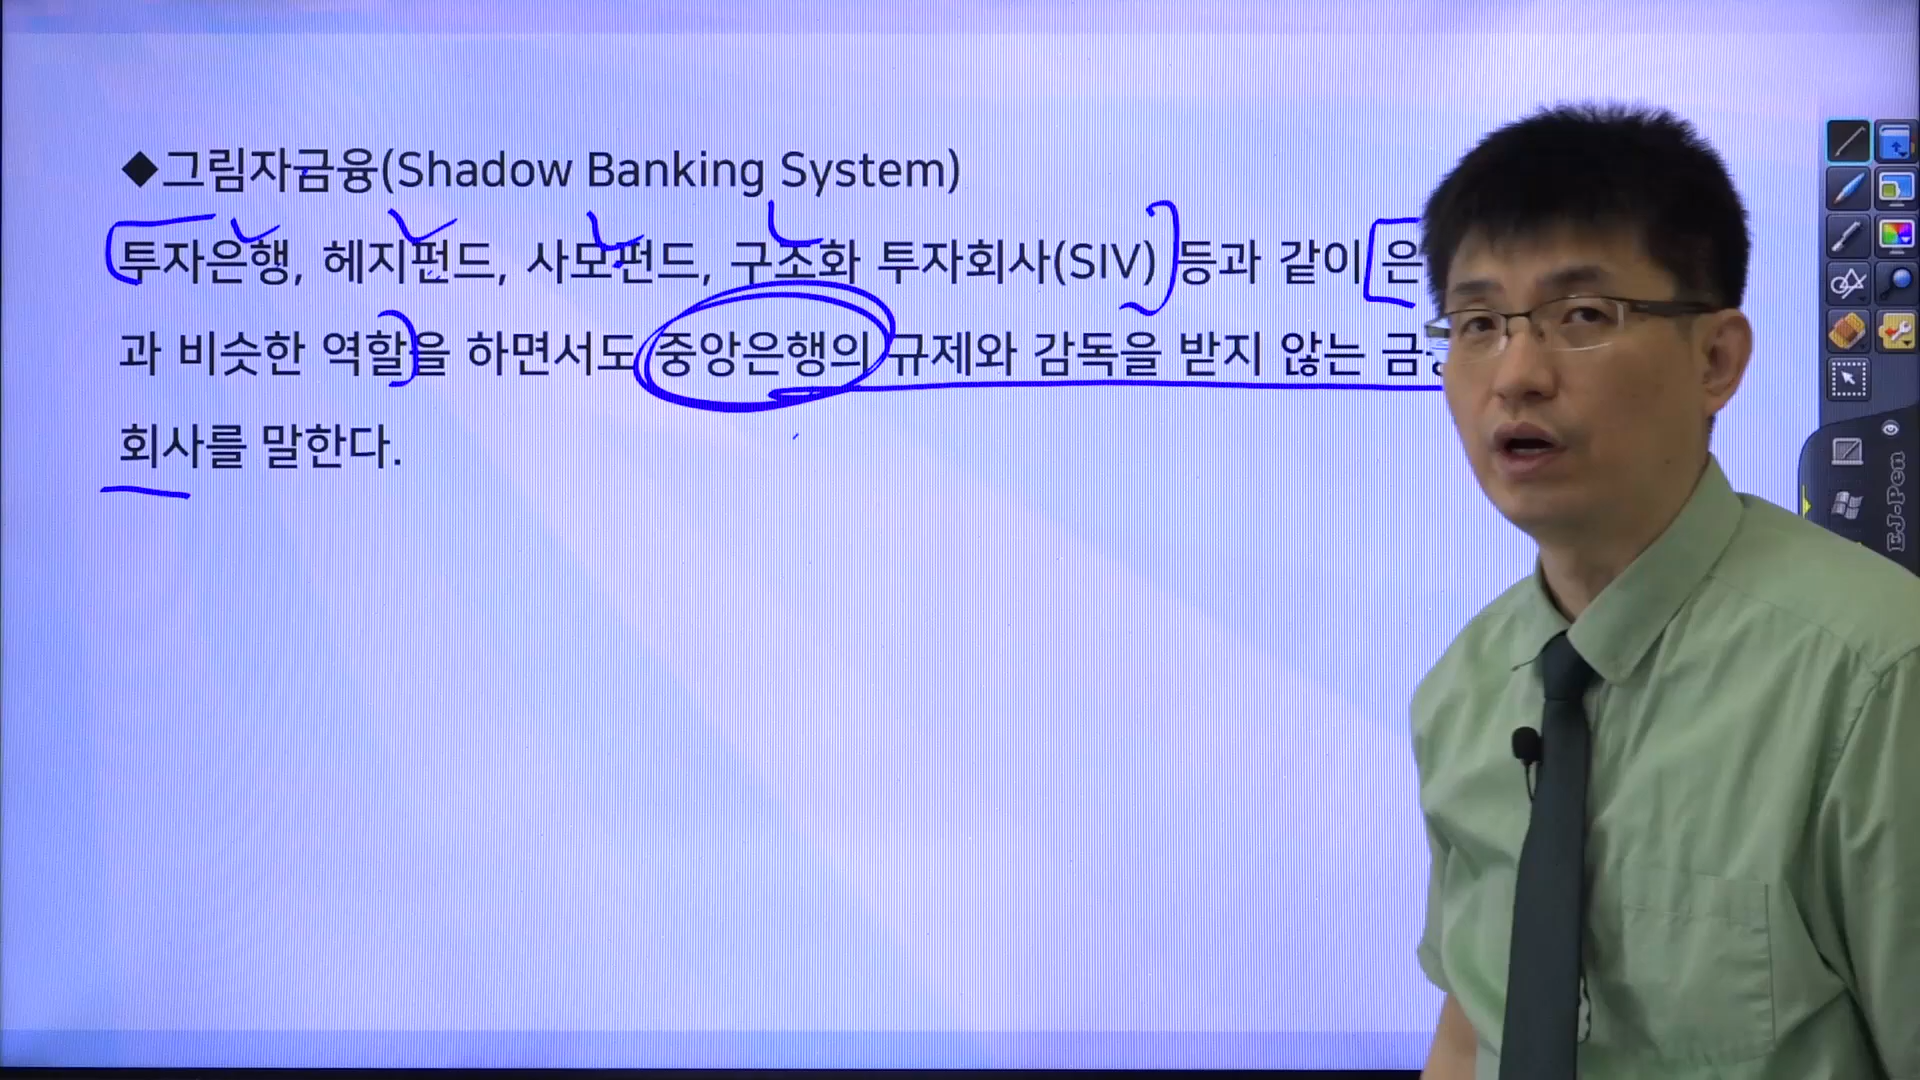 ◆그림자금융(Shadow Banking System)
투자은행, 헤지펀드, 사모펀드, 구조화 투자회사(SIV) 등과 같이 은
과 비슷한 역할을 하면서도 중앙은행의 규제와 감독을 받지 않는
회사를 말한다.
EJ-Pen